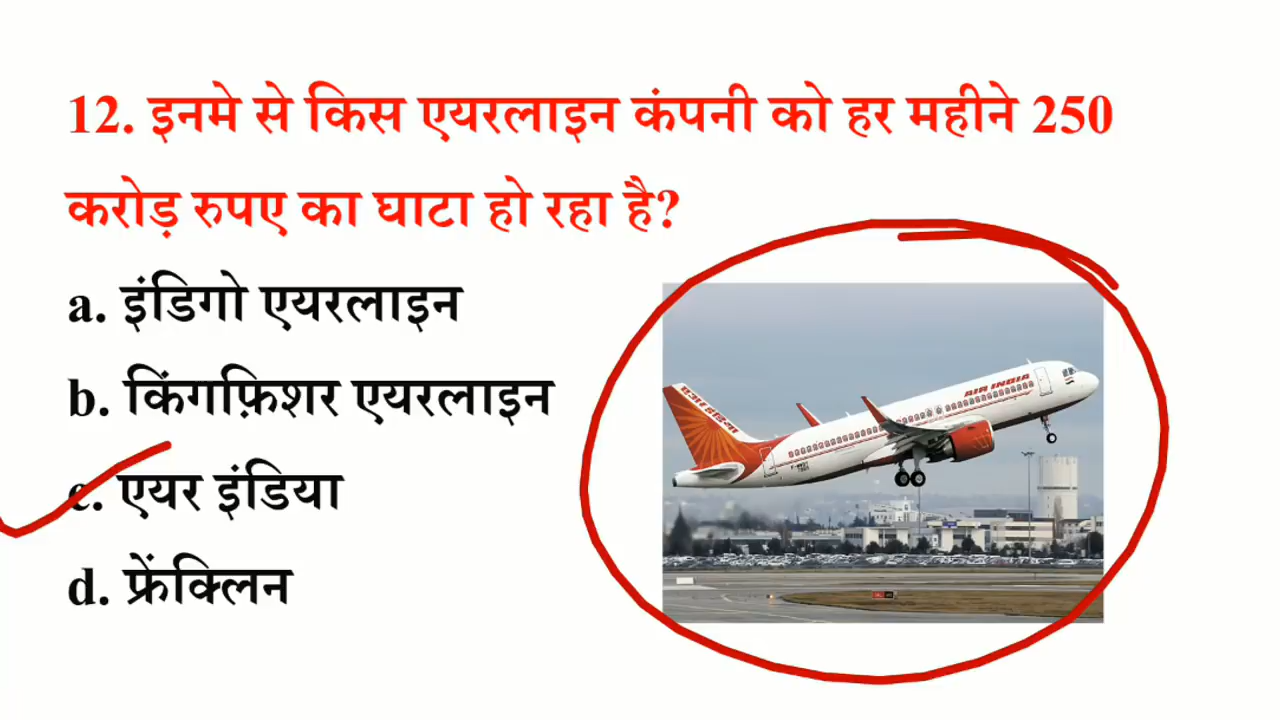 12. इनमे से किस एयरलाइन कंपनी को हर महीने 250
करोड़ रुपए का घाटा हो रहा है?
a. इंडिगो एयरलाइन
b. किंगफ़िशर एयरलाइन
c. एयर इंडिया
d. फ्रेंक्लिन
एअर इंडिया
AIR INDIA